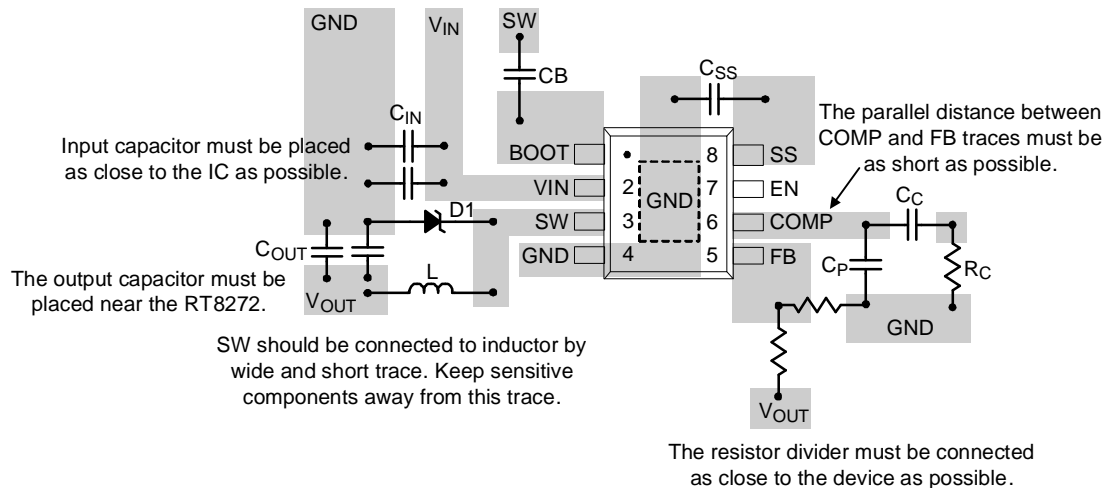 GND
VIN
SW
CB
CSS
CIN
The parallel distance between
COMP and FB traces must be
as short as possible.
Input capacitor must be placed
as close to the IC as possible.
BOOT
8
SS
VIN
2
7
EN
GND
D1
SW
3
6
COMP
CC
COUT
GND
4
5
FB
CP
RC
The output capacitor must be
placed near the RT8272.
L
VOUT
GND
SW should be connected to inductor by
wide and short trace. Keep sensitive
components away from this trace.
VOUT
The resistor divider must be connected
as close to the device as possible.